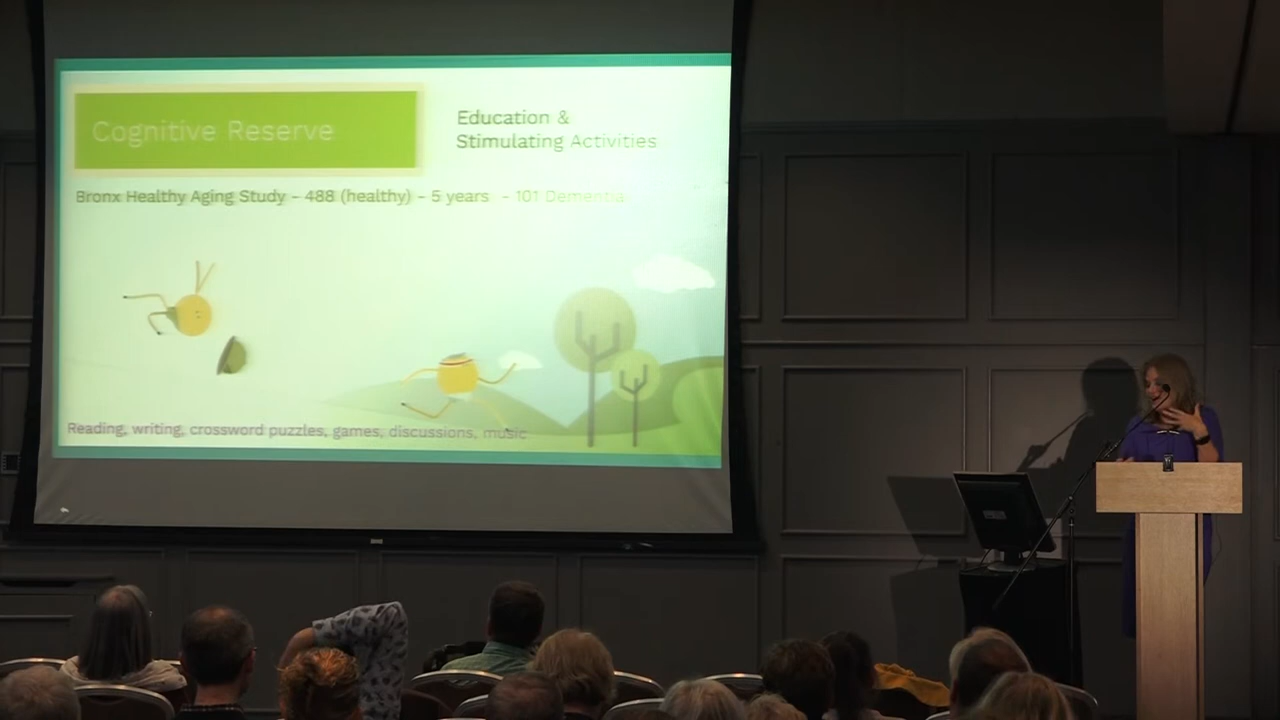 Cognitive Reserve
Education &
Stimulating Activities
Bronx Healthy Aging Study - 488 (healthy) - 5 years - 101 Dementia
Reading, writing, crossword puzzles, games, discussions, music